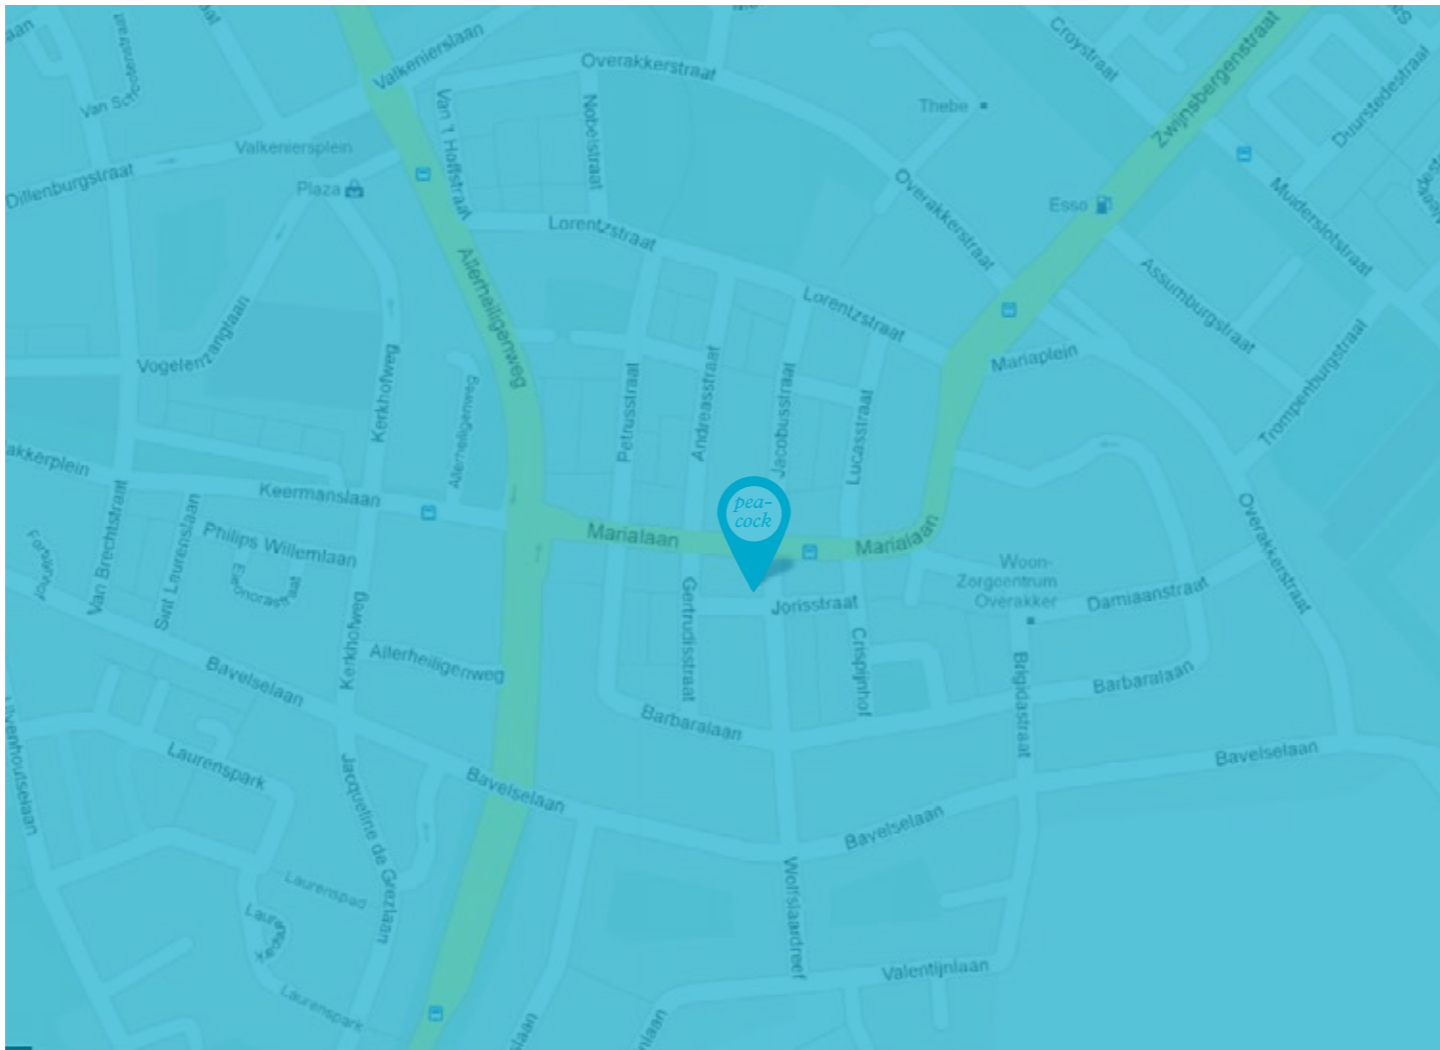 Valkenierslaan
Overakkerstraat
Croystraat
Zwijnsbergenstraat
Duurstedestraat
Van 't Hoffstraat
Nobelstraat
Thebe
Valkeniersplein
Dillenburgstraat
Plaza
Overakkerstraat
Esso
Muiderslotstraat
Lorentzstraat
Allerheiligenweg
Assumburgstraat
Lorentzstraat
Vogelenzanglaan
Mariaplein
Trompenburgstraat
Kerkhofweg
Allerheiligenweg
Petrusstraat
Andreasstraat
Jacobusstraat
Lucasstraat
akkerplein
Keermanslaan
pea-
cock
Marialaan
Marialaan
Van Brechtstraat
Sint Laurenslaan
Philips Willemlaan
Overakkerstraat
Woon-
Zorgcentrum
Overakker
Damiaanstraat
Kerkhofweg
Gertrudisstraat
Jorisstraat
Crispijnhof
Brigidastraat
Allerheiligenweg
Bavelselaan
Barbaralaan
Barbaralaan
Laurenspark
Bavelselaan
Bavelselaan
Bavelselaan
Jacqueline de Grezlaan
Laurenspad
Wolfslaardreef
Valentijnlaan
Laurenspark